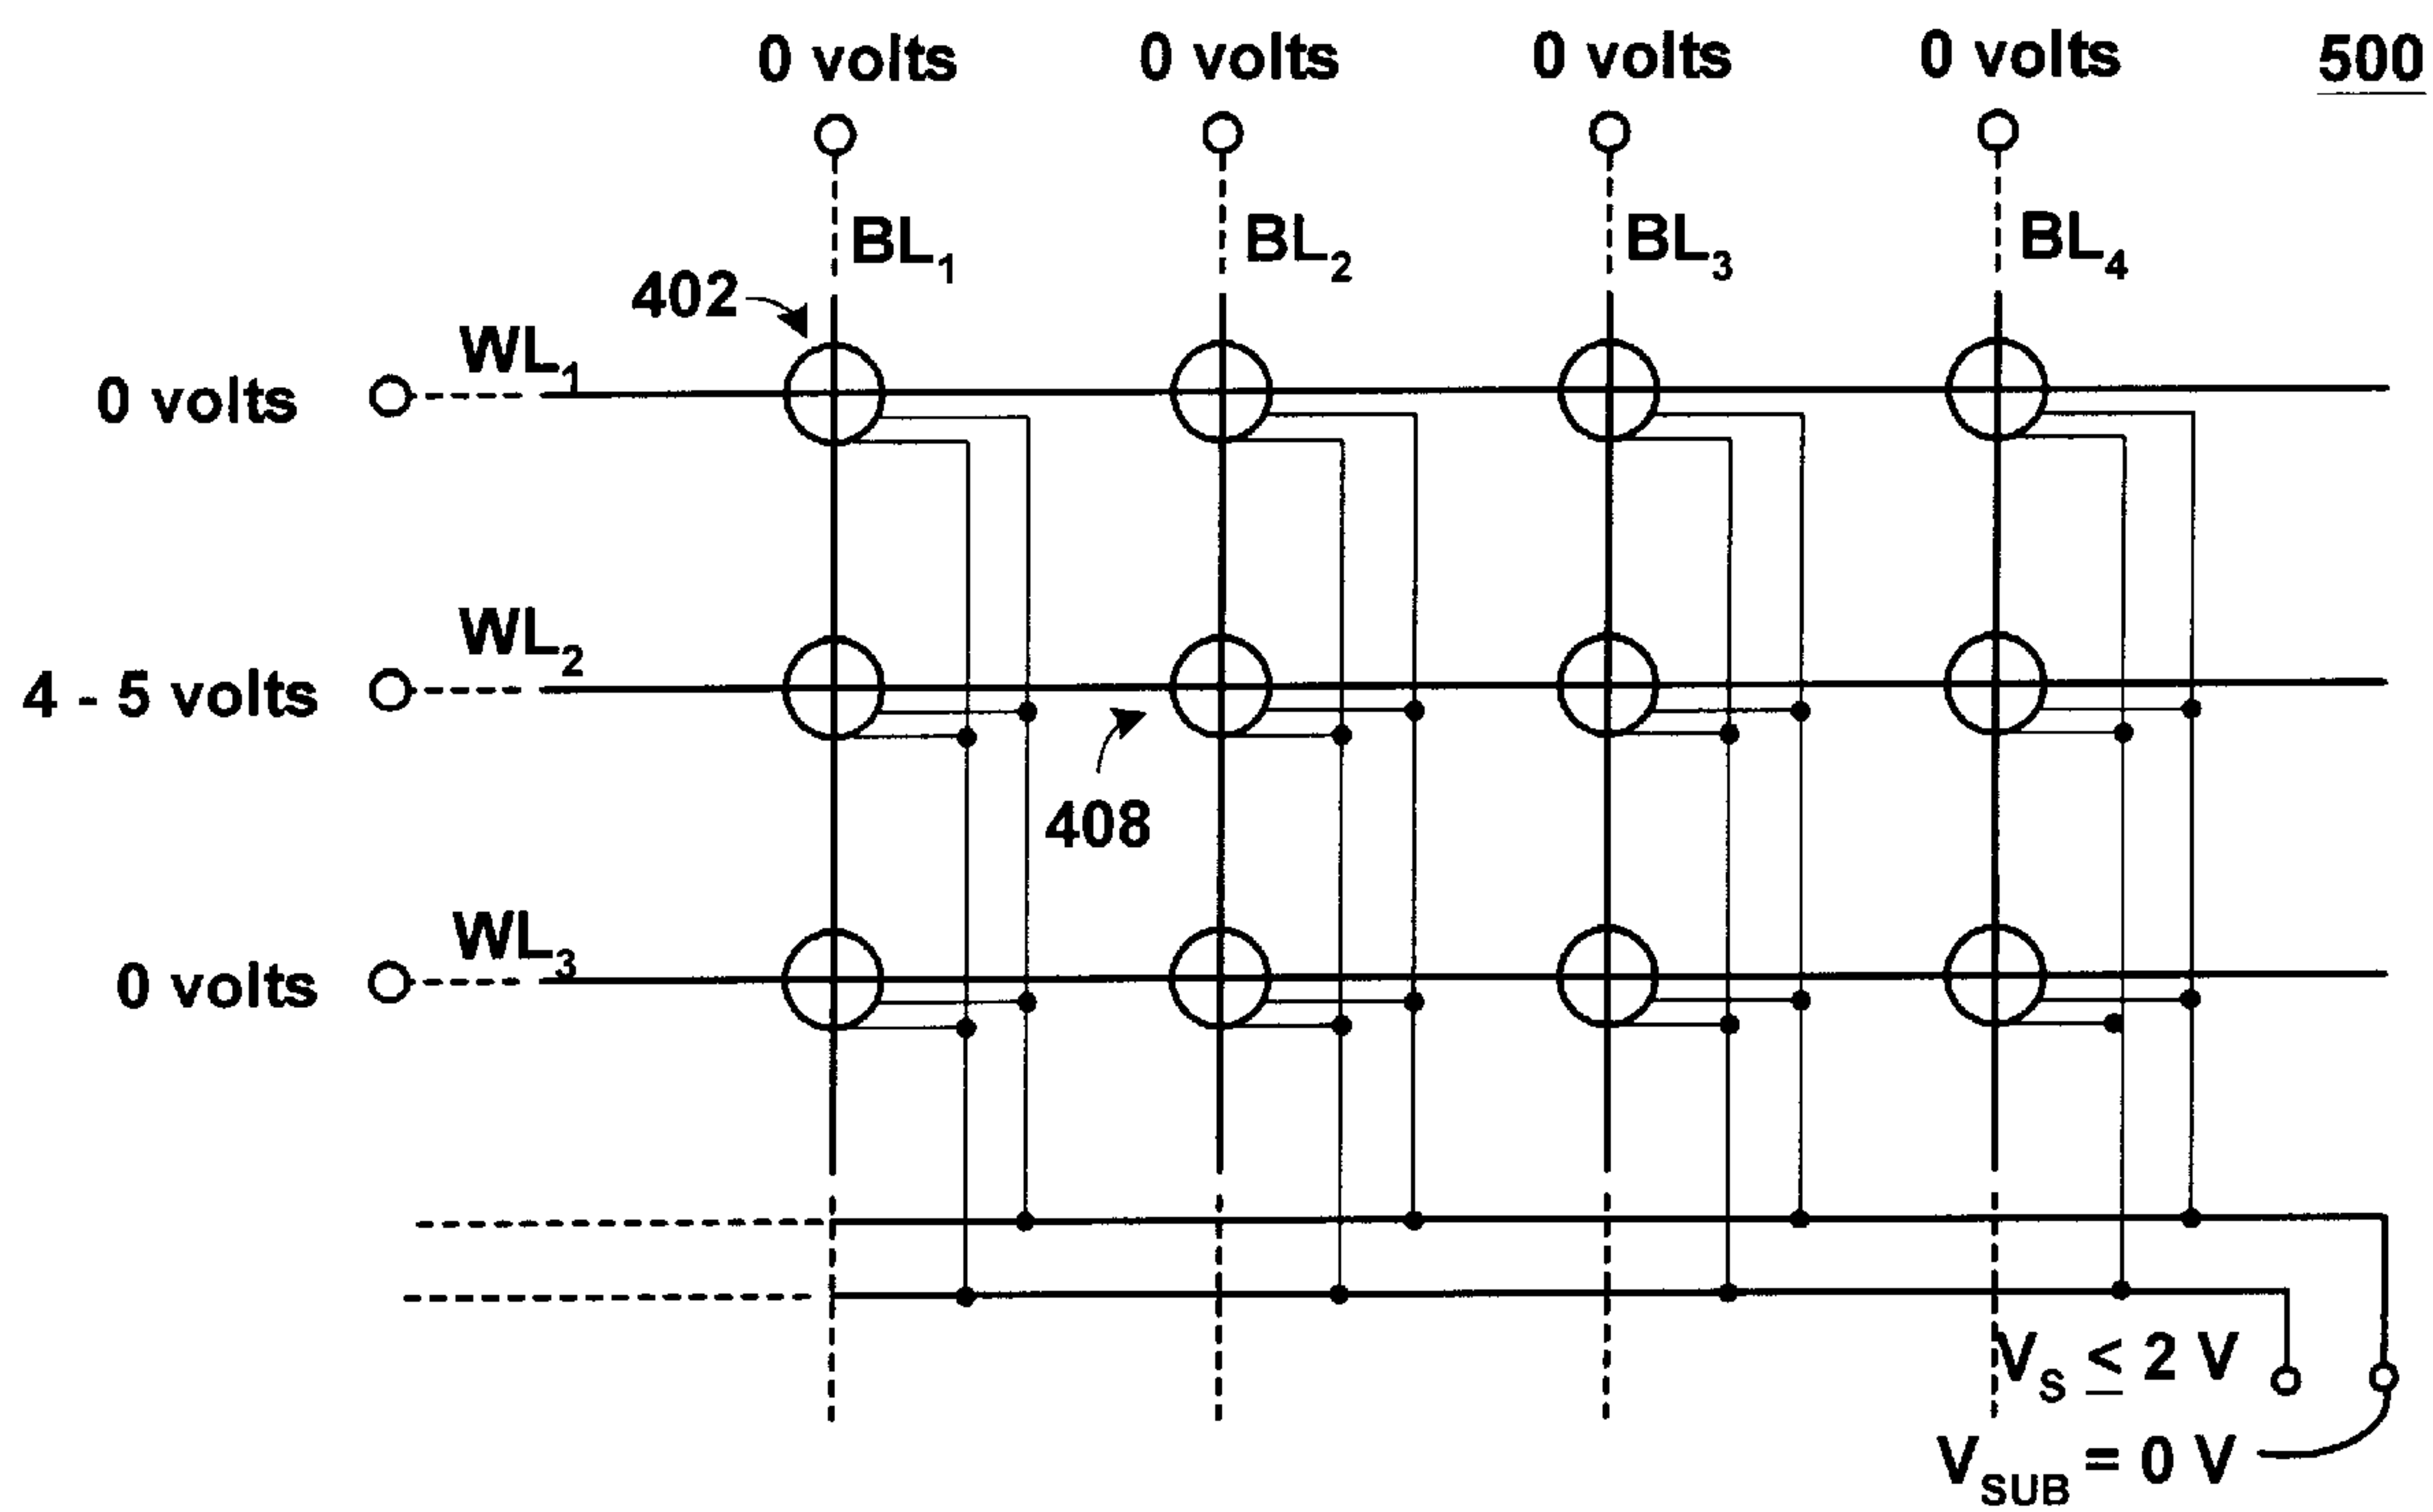 0 volts 0 volts 0 volts 0 volts 500
BL1 BL2 BL3 BL4
402
WL1
0 volts
WL2
4 - 5 volts
408
WL3
0 volts
VS ≤ 2 V
VSUB = 0 V